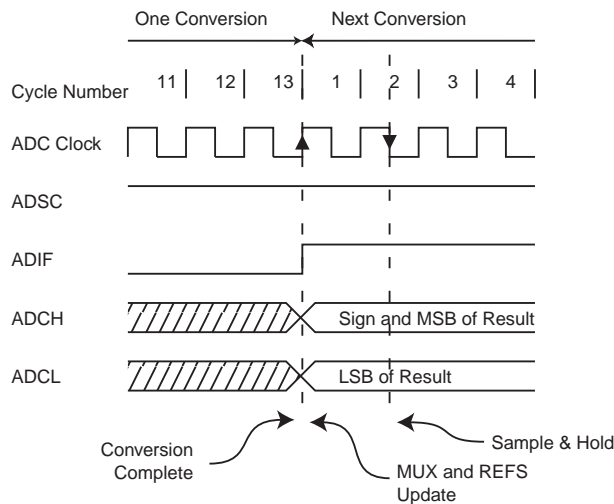 One Conversion Next Conversion
Cycle Number 11 12 13 1 2 3 4
ADC Clock
ADSC
ADIF
ADCH Sign and MSB of Result
ADCL LSB of Result
Conversion
Complete
MUX and REFS
Update
Sample & Hold